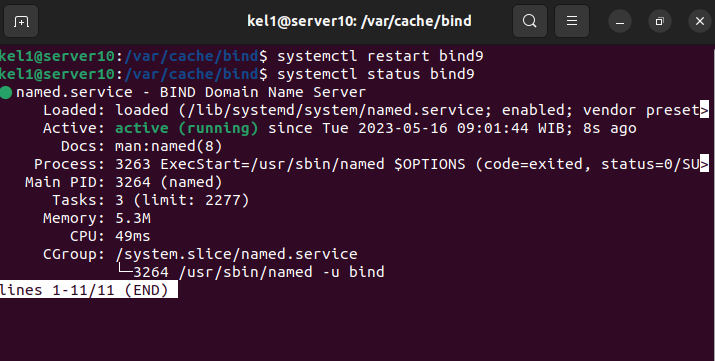 kel1@server10: /var/cache/bind
kel1@server10:/var/cache/bind$ systemctl restart bind9
kel1@server10:/var/cache/bind$ systemctl status bind9
● named.service - BIND Domain Name Server
     Loaded: loaded (/lib/systemd/system/named.service; enabled; vendor preset>
     Active: active (running) since Tue 2023-05-16 09:01:44 WIB; 8s ago
       Docs: man:named(8)
    Process: 3263 ExecStart=/usr/sbin/named $OPTIONS (code=exited, status=0/SU>
   Main PID: 3264 (named)
      Tasks: 3 (limit: 2277)
     Memory: 5.3M
        CPU: 49ms
     CGroup: /system.slice/named.service
             └─3264 /usr/sbin/named -u bind
lines 1-11/11 (END)